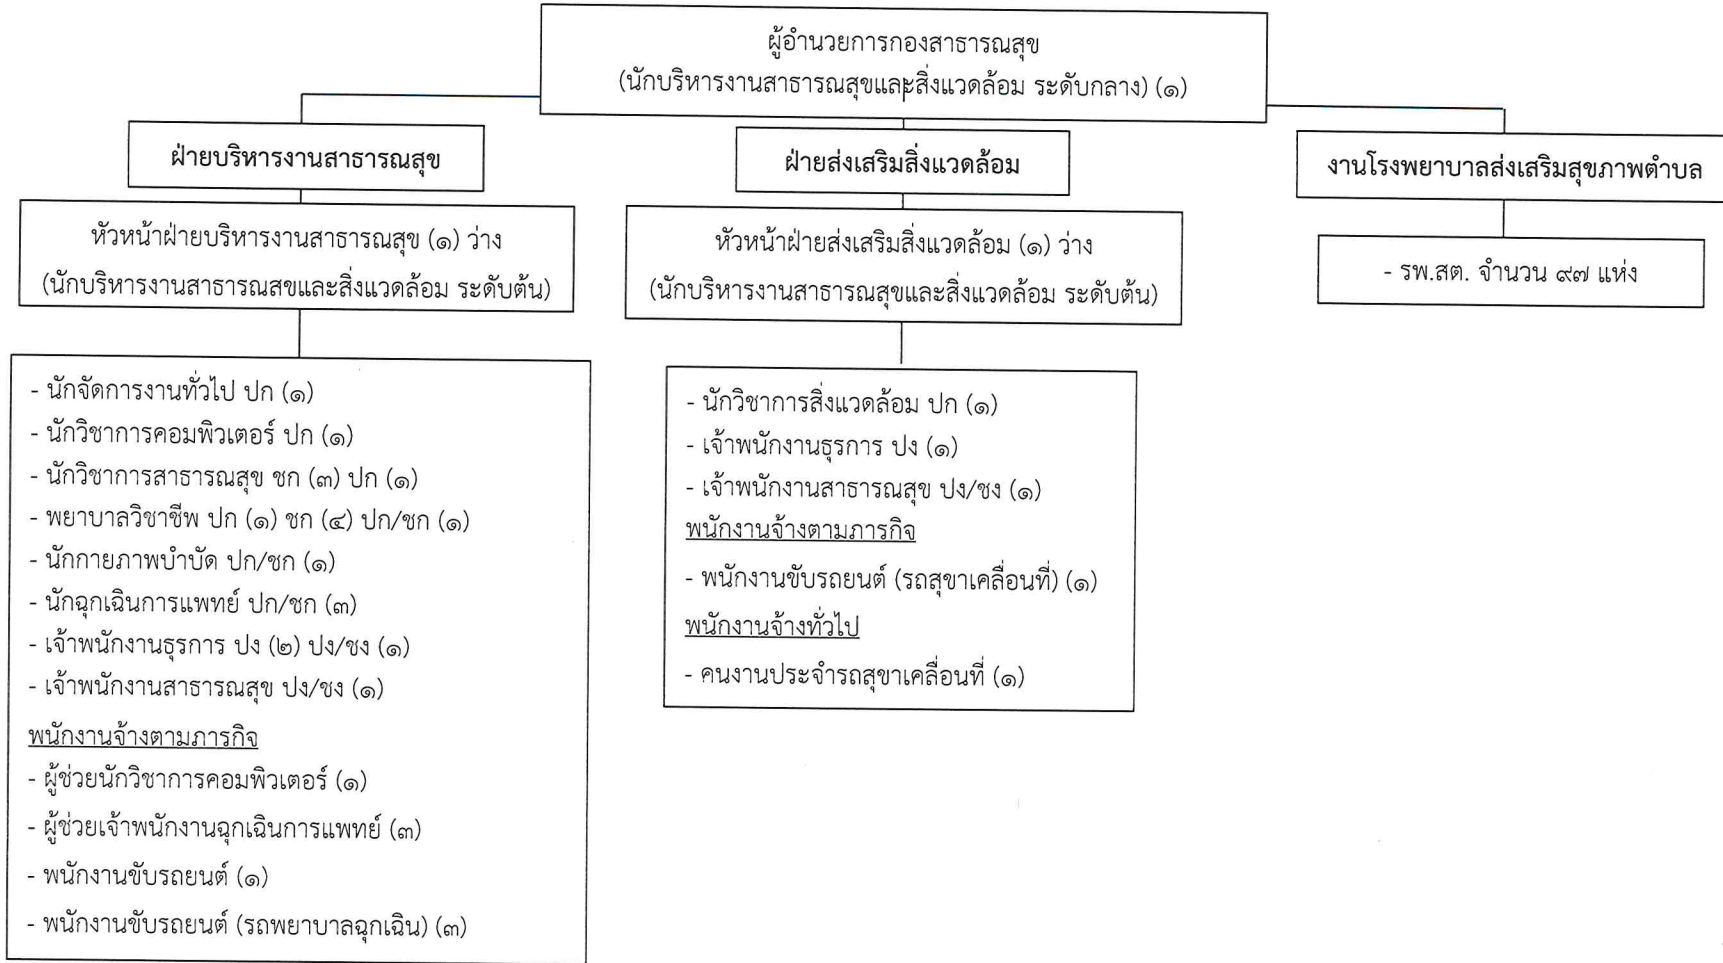 ผู้อำนวยการกองสาธารณสุข
(นักบริหารงานสาธารณสุขและสิ่งแวดล้อม ระดับกลาง) (๑)
ฝ่ายบริหารงานสาธารณสุข
หัวหน้าฝ่ายบริหารงานสาธารณสุข (๑) ว่าง
(นักบริหารงานสาธารณสขและสิ่งแวดล้อม ระดับต้น)
- นักจัดการงานทั่วไป ปก (๑)
- นักวิชาการคอมพิวเตอร์ ปก (๑)
- นักวิชาการสาธารณสุข ชก (๓) ปก (๑)
- พยาบาลวิชาชีพ ปก (๑) ชก (๔) ปก/ชก (๑)
- นักกายภาพบำบัด ปก/ชก (๑)
- นักฉุกเฉินการแพทย์ ปก/ชก (๓)
- เจ้าพนักงานธุรการ ปง (๒) ปง/ชง (๑)
- เจ้าพนักงานสาธารณสุข ปง/ชง (๑)
พนักงานจ้างตามภารกิจ
- ผู้ช่วยนักวิชาการคอมพิวเตอร์ (๑)
- ผู้ช่วยเจ้าพนักงานฉุกเฉินการแพทย์ (๓)
- พนักงานขับรถยนต์ (๑)
- พนักงานขับรถยนต์ (รถพยาบาลฉุกเฉิน) (๓)
ฝ่ายส่งเสริมสิ่งแวดล้อม
หัวหน้าฝ่ายส่งเสริมสิ่งแวดล้อม (๑) ว่าง
(นักบริหารงานสาธารณสุขและสิ่งแวดล้อม ระดับต้น)
- นักวิชาการสิ่งแวดล้อม ปก (๑)
- เจ้าพนักงานธุรการ ปง (๑)
- เจ้าพนักงานสาธารณสุข ปง/ชง (๑)
พนักงานจ้างตามภารกิจ
- พนักงานขับรถยนต์ (รถสุขาเคลื่อนที่) (๑)
พนักงานจ้างทั่วไป
- คนงานประจำรถสุขาเคลื่อนที่ (๑)
งานโรงพยาบาลส่งเสริมสุขภาพตำบล
- รพ.สต. จำนวน ๙๗ แห่ง